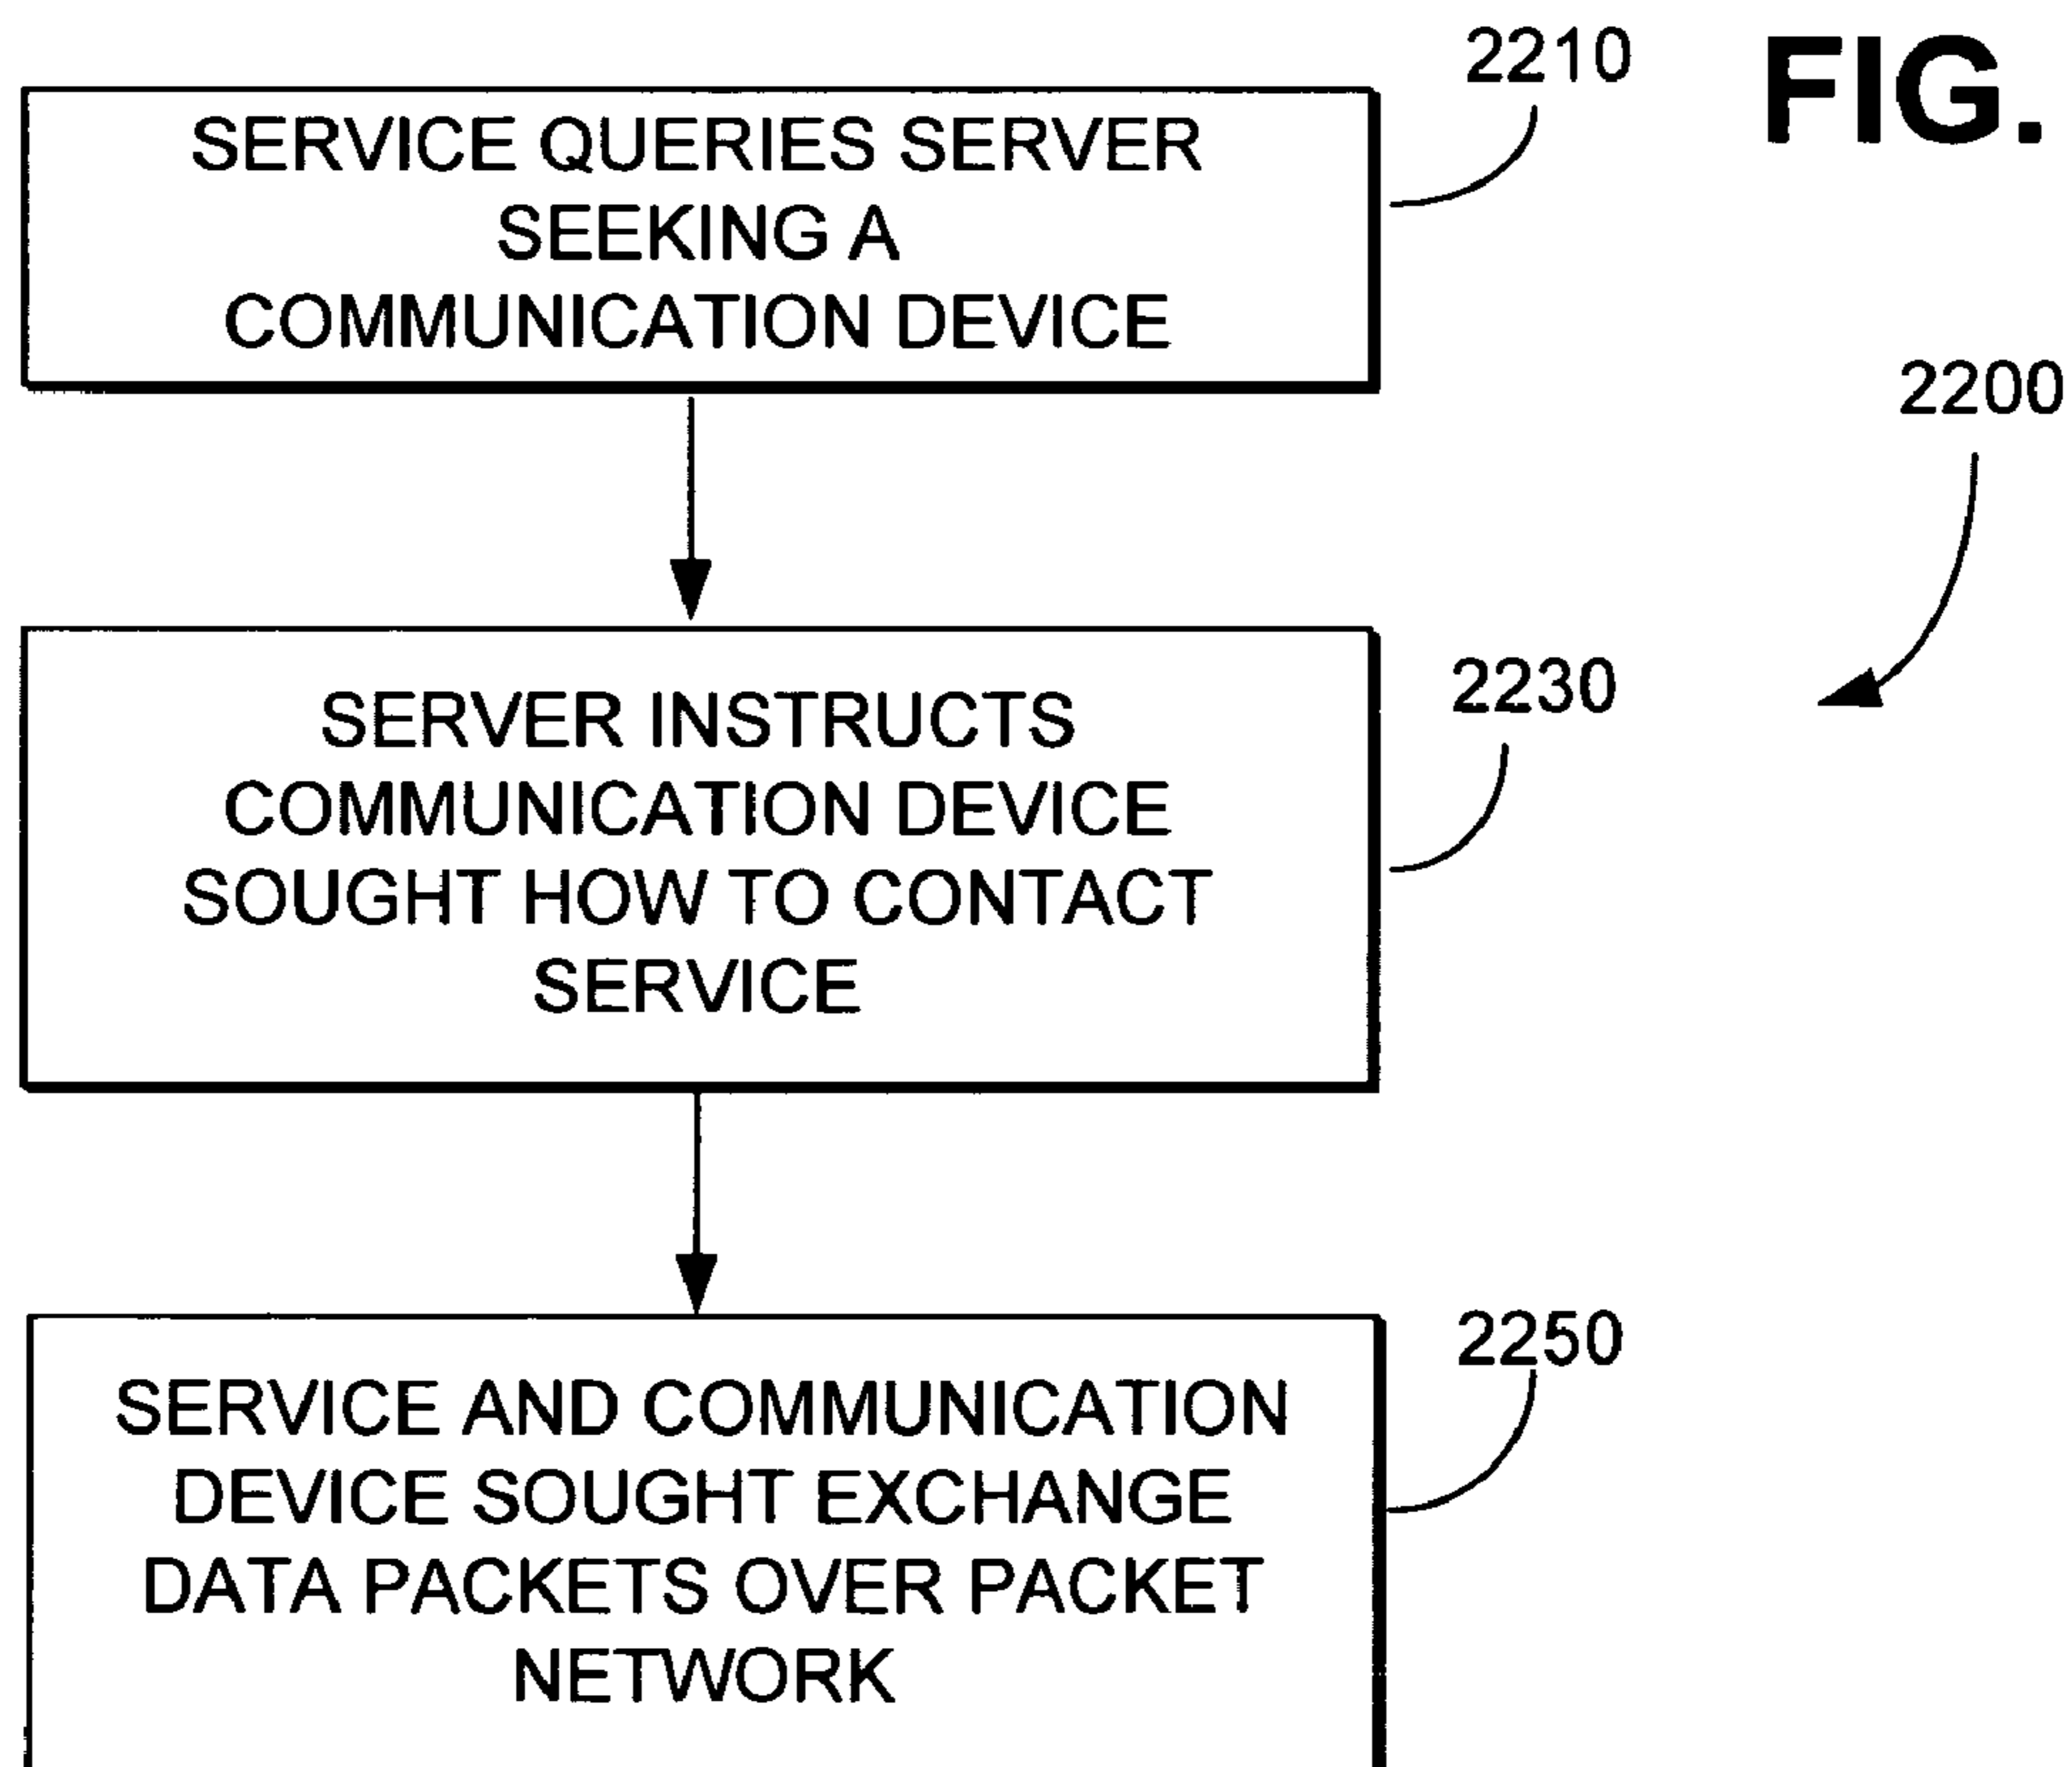 2210
FIG.
SERVICE QUERIES SERVER
SEEKING A
COMMUNICATION DEVICE
2200
2230
SERVER INSTRUCTS
COMMUNICATION DEVICE
SOUGHT HOW TO CONTACT
SERVICE
2250
SERVICE AND COMMUNICATION
DEVICE SOUGHT EXCHANGE
DATA PACKETS OVER PACKET
NETWORK